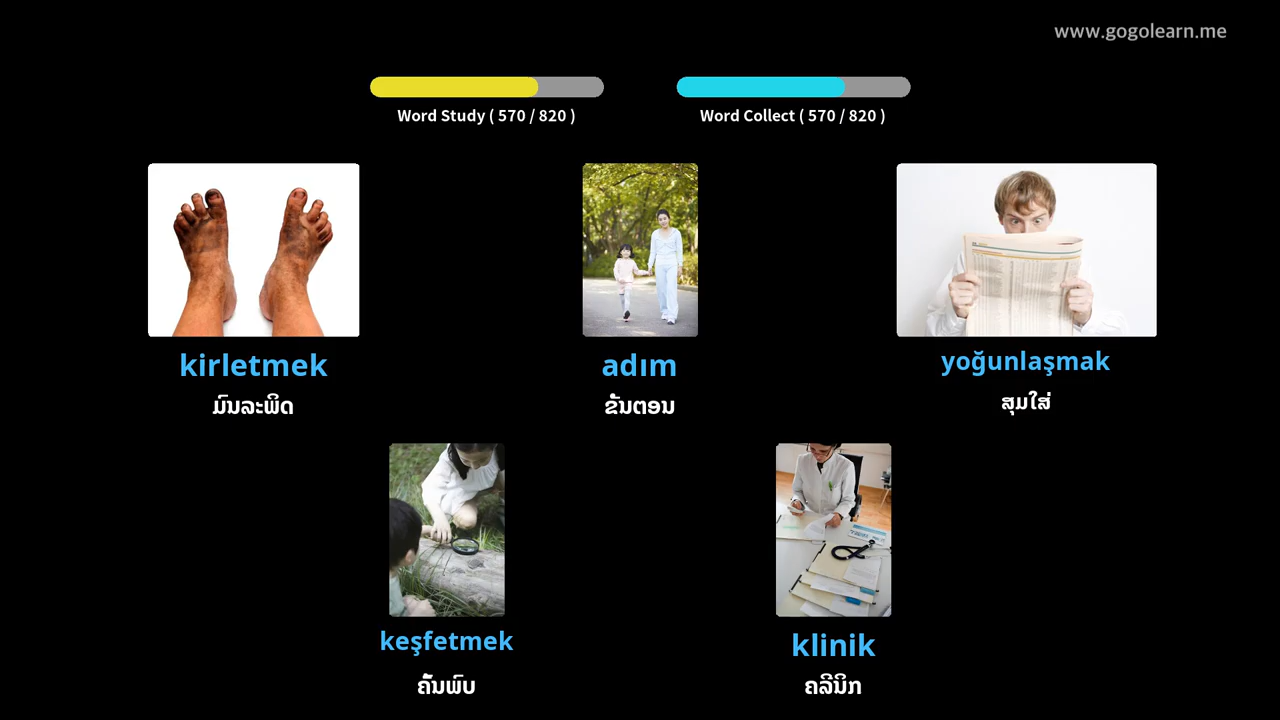 www.gogolearn.me
Word Study ( 570 / 820 )
Word Collect ( 570 / 820 )
kirletmek
ມົນລະພິດ
adım
ຂັ້ນຕອນ
yoğunlaşmak
ສຸມໃສ່
keşfetmek
ຄົ້ນພົບ
klinik
ຄລີນິກ